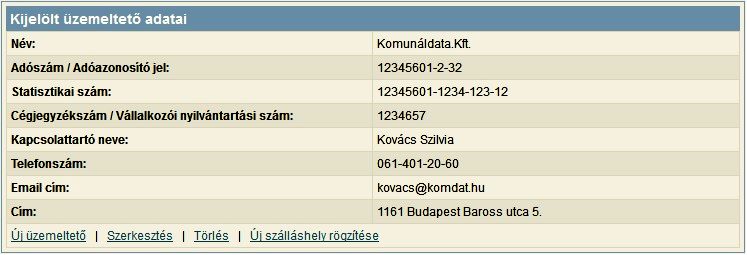 Kijelölt üzemeltető adatai
Név: Komunáldata.Kft.
Adószám / Adóazonosító jel: 12345601-2-32
Statisztikai szám: 12345601-1234-123-12
Cégjegyzékszám / Vállalkozói nyilvántartási szám: 1234657
Kapcsolattartó neve: Kovács Szilvia
Telefonszám: 061-401-20-60
Email cím: kovacs@komdat.hu
Cím: 1161 Budapest Baross utca 5.
Új üzemeltető | Szerkesztés | Törlés | Új szálláshely rögzítése